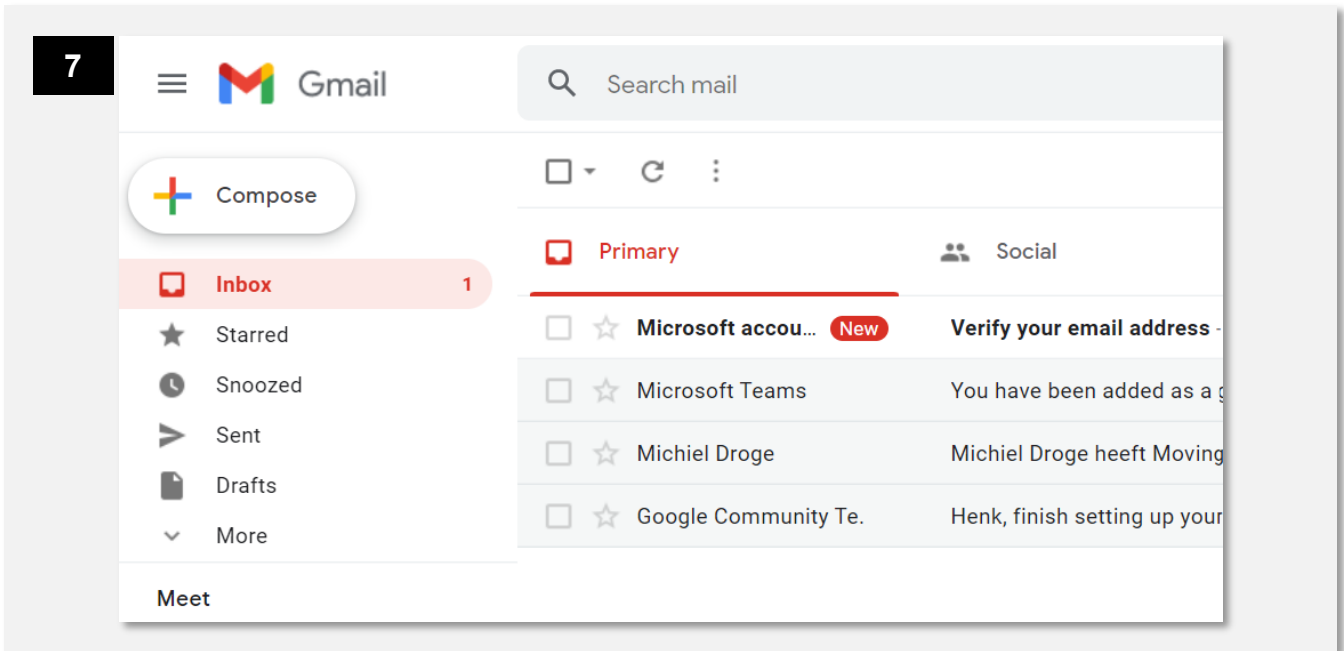 7
Gmail
Search mail
Compose
Primary
Social
Inbox 1
Starred
Snoozed
Sent
Drafts
More
Meet
Microsoft accou... New Verify your email address -
Microsoft Teams You have been added as a
Michiel Droge Michiel Droge heeft Moving
Google Community Te. Henk, finish setting up your